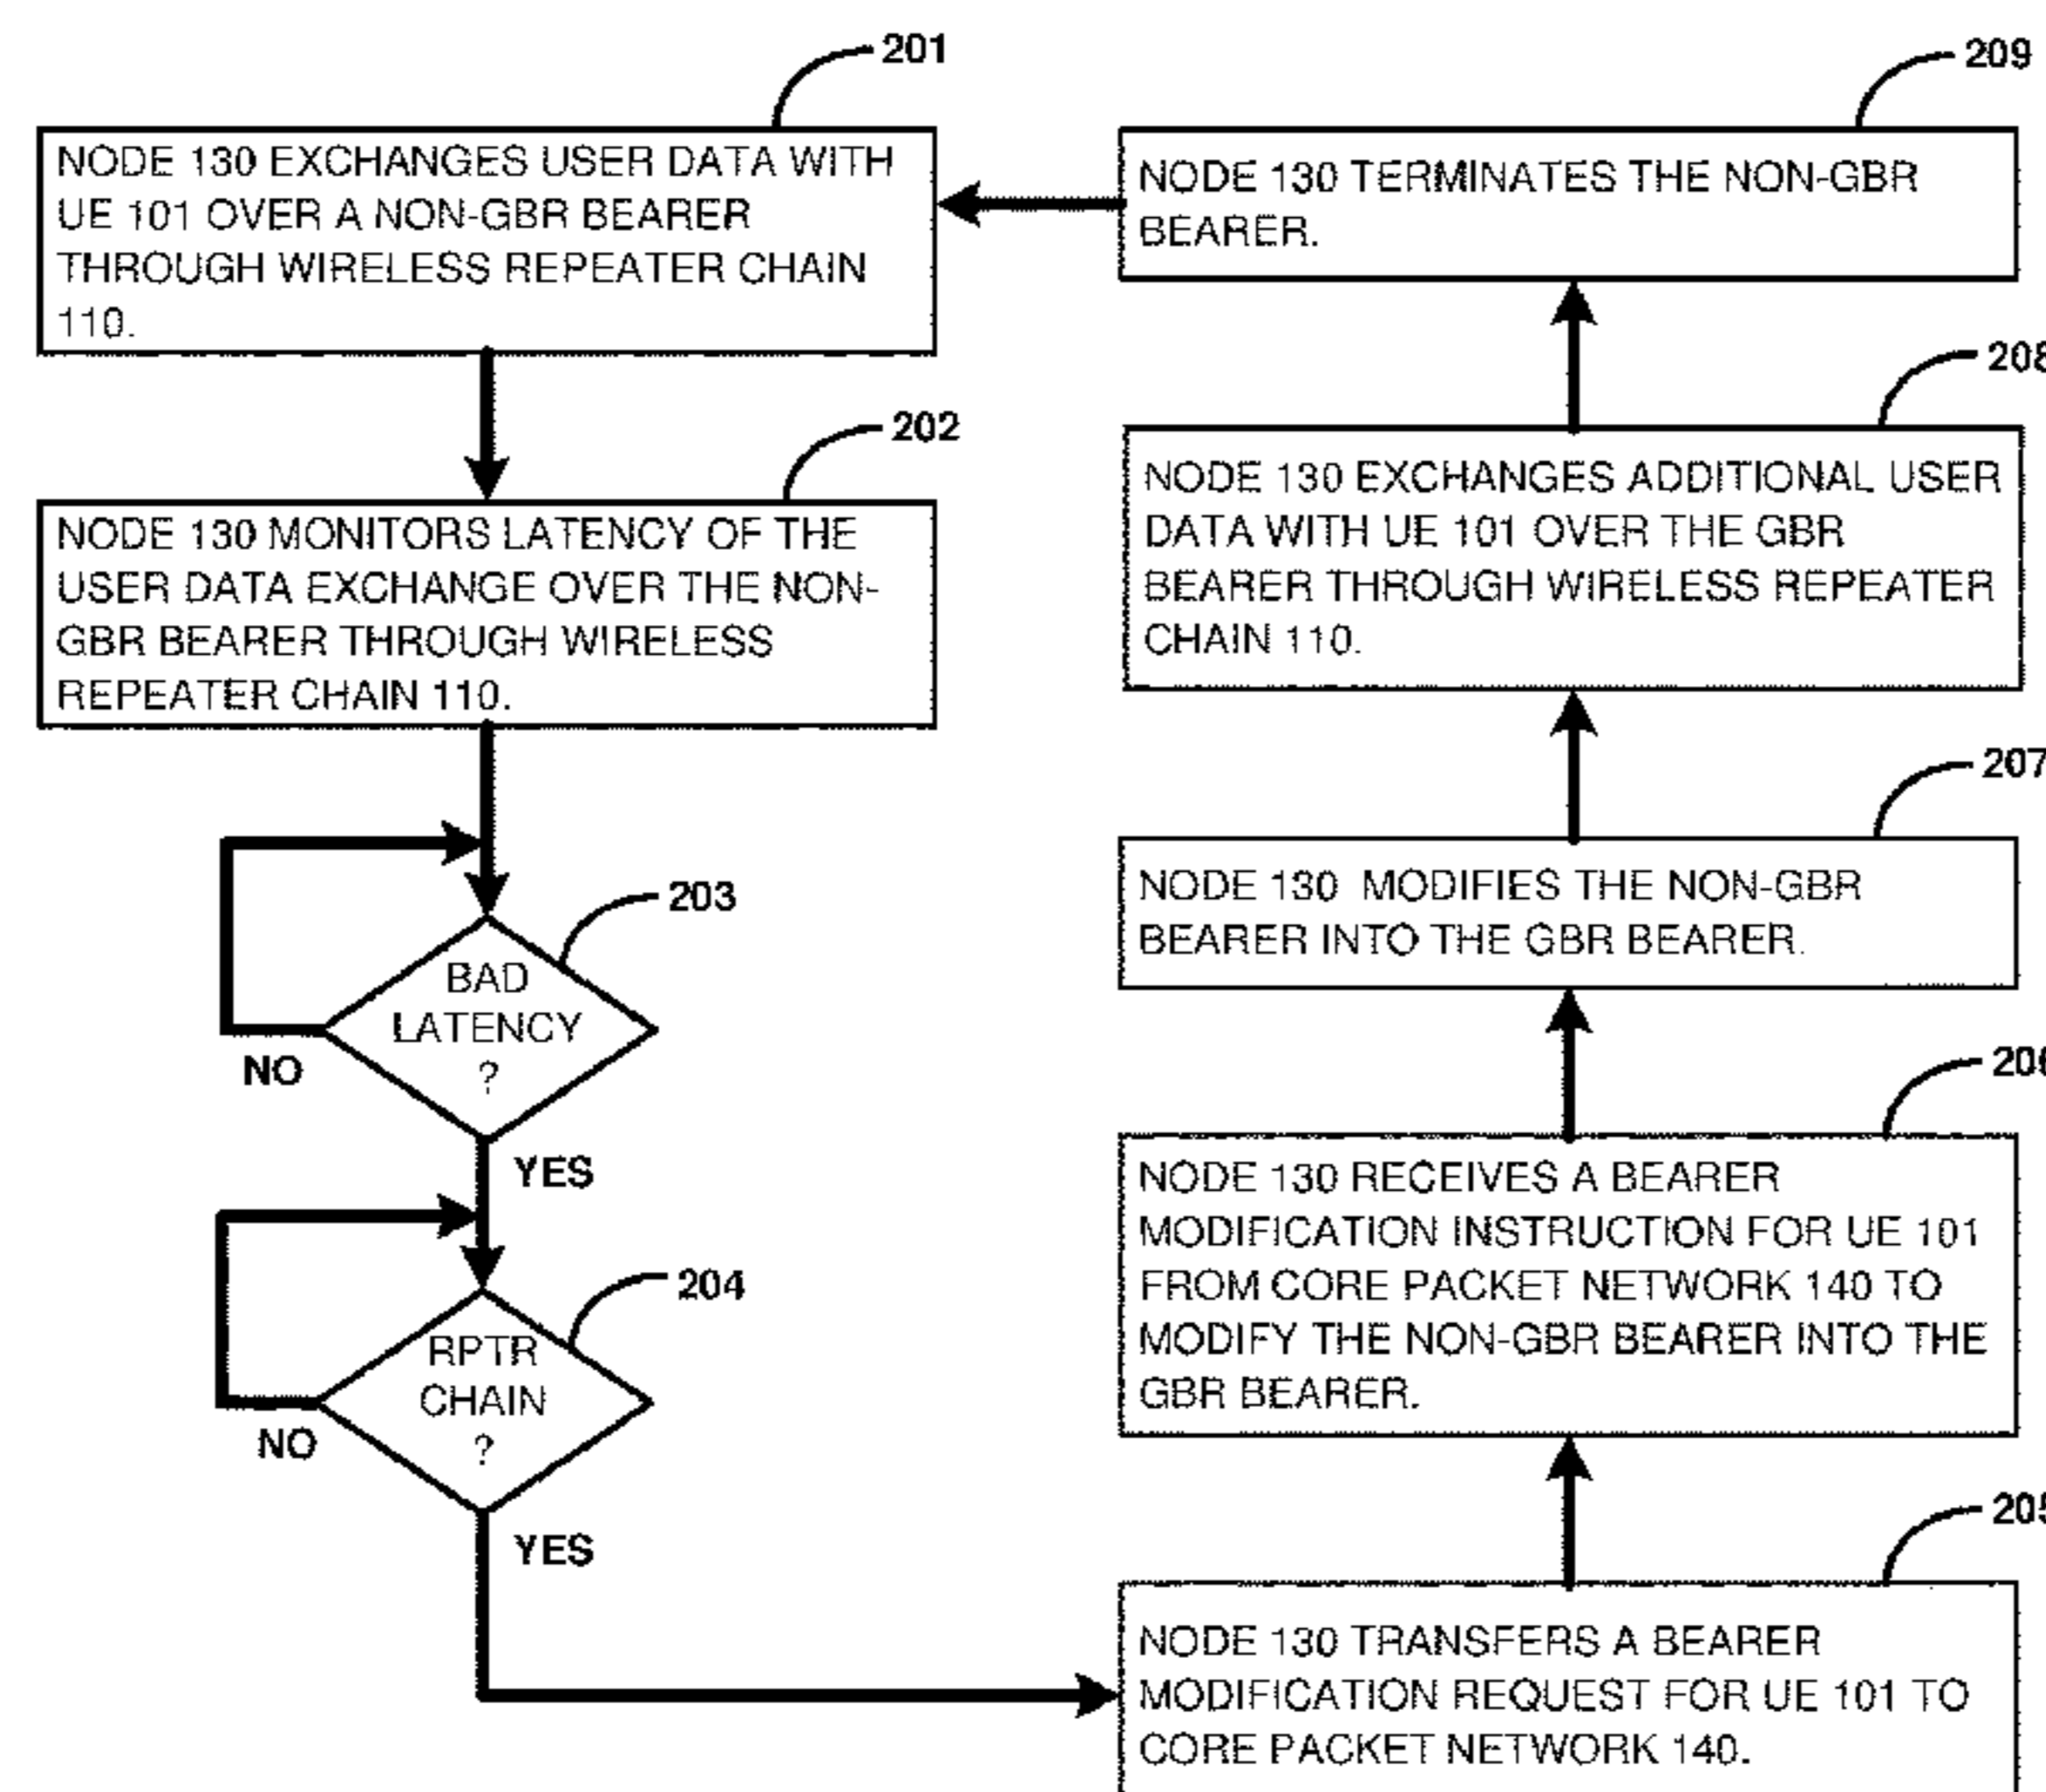 201
NODE 130 EXCHANGES USER DATA WITH
UE 101 OVER A NON-GBR BEARER
THROUGH WIRELESS REPEATER CHAIN
110.
202
NODE 130 MONITORS LATENCY OF THE
USER DATA EXCHANGE OVER THE NON-
GBR BEARER THROUGH WIRELESS
REPEATER CHAIN 110.
203
BAD
LATENCY
?
NO
YES
204
RPTR
CHAIN
?
NO
YES
205
NODE 130 TRANSFERS A BEARER
MODIFICATION REQUEST FOR UE 101 TO
CORE PACKET NETWORK 140.
206
NODE 130 RECEIVES A BEARER
MODIFICATION INSTRUCTION FOR UE 101
FROM CORE PACKET NETWORK 140 TO
MODIFY THE NON-GBR BEARER INTO THE
GBR BEARER.
207
NODE 130 MODIFIES THE NON-GBR
BEARER INTO THE GBR BEARER.
208
NODE 130 EXCHANGES ADDITIONAL USER
DATA WITH UE 101 OVER THE GBR
BEARER THROUGH WIRELESS REPEATER
CHAIN 110.
209
NODE 130 TERMINATES THE NON-GBR
BEARER.